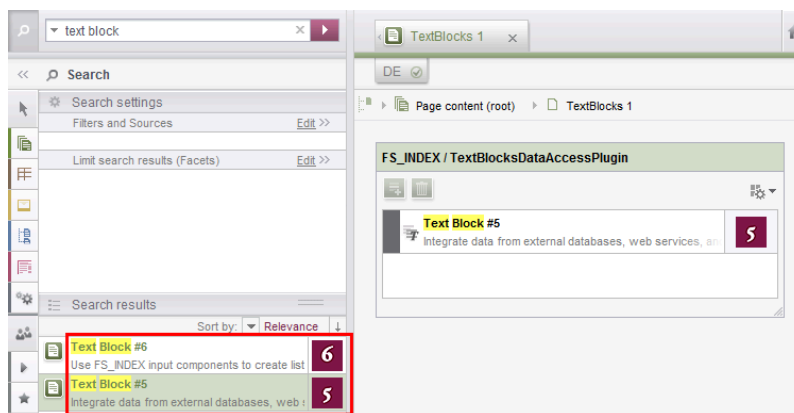 text block
Search
Search settings
Filters and Sources Edit >>
Limit search results (Facets) Edit >>
Search results
Sort by: Relevance
Text Block #6
Use FS_INDEX input components to create list
6
Text Block #5
Integrate data from external databases, web
5
TextBlocks 1
DE
Page content (root) TextBlocks 1
FS_INDEX / TextBlocksDataAccessPlugin
Text Block #5
Integrate data from external databases, web services,
5